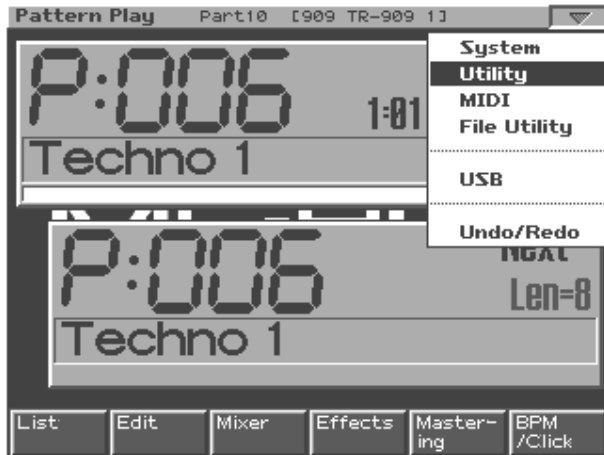 Pattern Play Part10 [909 TR-909 1]
P:006
1:01
Techno 1
System
Utility
MIDI
File Utility
USB
Undo/Redo
P:006
Next
Len=8
Techno 1
List
Edit
Mixer
Effects
Master-
ing
BPM
/Click